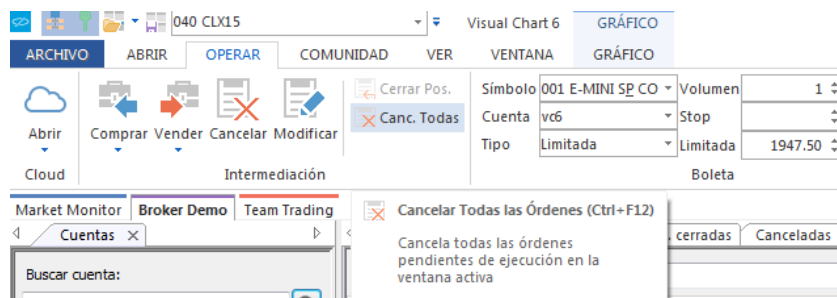 040 CLX15 Visual Chart 6 GRÁFICO
ARCHIVO ABRIR OPERAR COMUNIDAD VER VENTANA GRÁFICO
Cerrar Pos. Símbolo 001 E-MINI SP CO Volumen 1
Canc. Todas Cuenta vc6 Stop
Abrir Comprar Vender Cancelar Modificar Tipo Limitada Limitada 1947.50
Cloud Intermediación Boleta
Market Monitor Broker Demo Team Trading
Cancelar Todas las Órdenes (Ctrl+F12)
Cuentas cerradas Canceladas
Cancela todas las órdenes
pendientes de ejecución en la
ventana activa
Buscar cuenta: